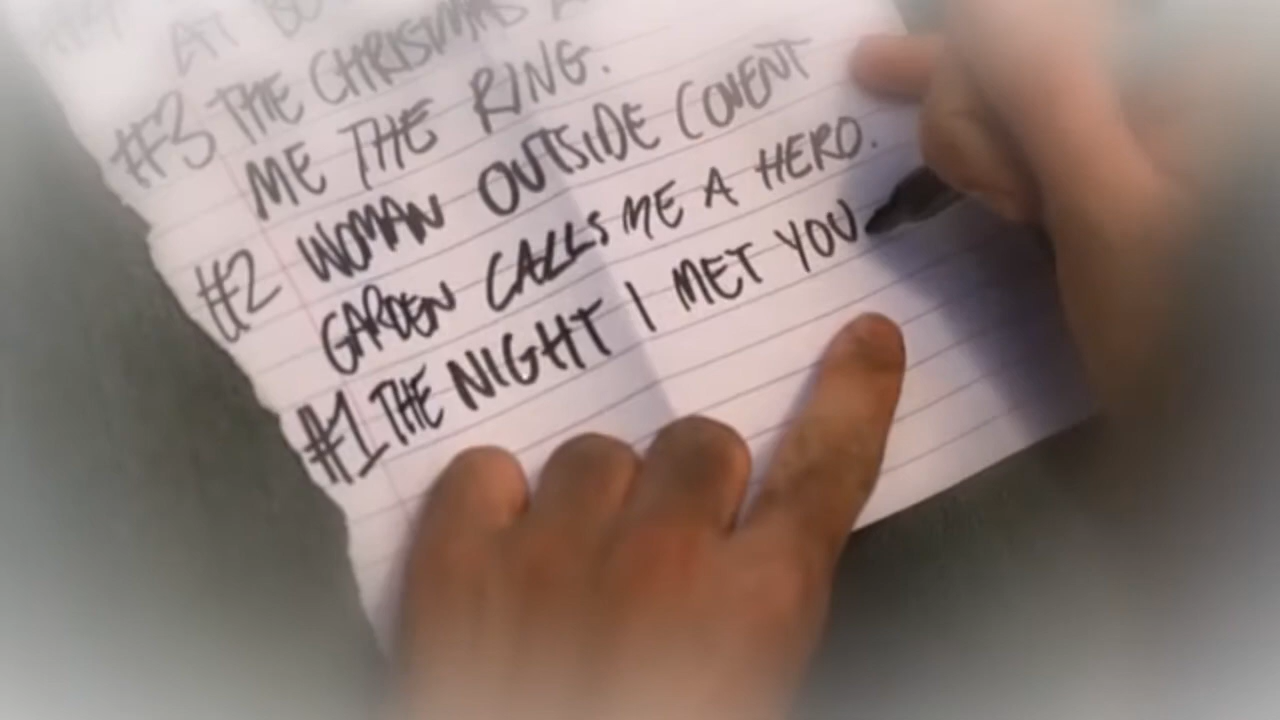 AT
#3 THE CHRISTMAS
ME THE RING.
#2 WOMAN OUTSIDE COVENT
GARDEN CALLS ME A HERO.
#1 THE NIGHT I MET YOU